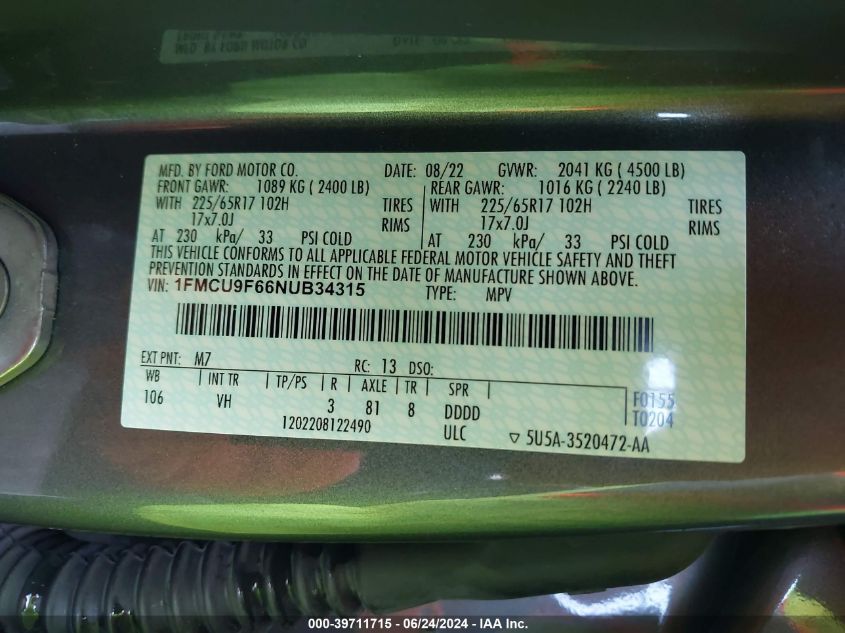 MFD. BY FORD MOTOR CO. DATE: 08/22 GVWR: 2041 KG ( 4500 LB)
FRONT GAWR: 1089 KG ( 2400 LB) REAR GAWR: 1016 KG ( 2240 LB)
WITH 225/65R17 102H TIRES WITH 225/65R17 102H TIRES
17x7.0J RIMS 17x7.0J RIMS
AT 230 kPa/ 33 PSI COLD AT 230 kPa/ 33 PSI COLD
THIS VEHICLE CONFORMS TO ALL APPLICABLE FEDERAL MOTOR VEHICLE SAFETY AND THEFT
PREVENTION STANDARDS IN EFFECT ON THE DATE OF MANUFACTURE SHOWN ABOVE.
VIN: 1FMCU9F66NUB34315 TYPE: MPV
EXT PNT: M7 RC: 13 DSO:
WB INT TR TP/PS R AXLE TR SPR F0155
106 VH 3 81 8 DDDD T0204
1202208122490 ULC ▽ 5U5A-3520472-AA
000-39711715 - 06/24/2024 - IAA Inc.